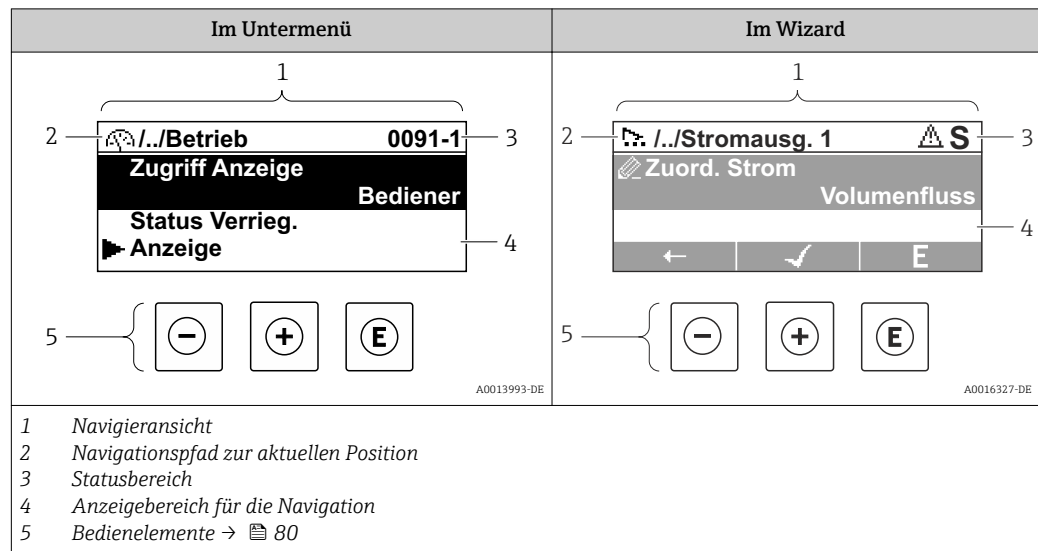 Im Untermenü
Im Wizard
1
2
/../Betrieb 0091-1
3
Zugriff Anzeige
Bediener
Status Verrieg.
Anzeige
4
5
- + E
A0013993-DE
1
2
/../Stromausg. 1 S
3
Zuord. Strom
Volumenfluss
4
← E
5
- + E
A0016327-DE
1 Navigieransicht
2 Navigationspfad zur aktuellen Position
3 Statusbereich
4 Anzeigebereich für die Navigation
5 Bedienelemente → 80